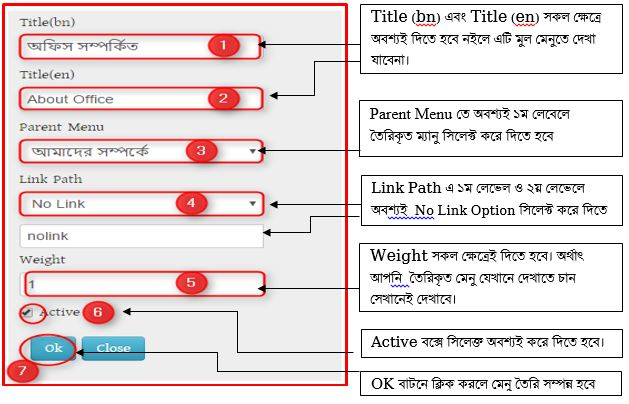 Title(bn)
অফিস সম্পর্কিত
1
Title(en)
About Office
2
Parent Menu
আমাদের সম্পর্কে
3
Link Path
No Link
4
nolink
Weight
1
5
Active
6
Ok
Close
7
Title (bn) এবং Title (en) সকল ক্ষেত্রে
অবশ্যই দিতে হবে নইলে এটি মুল মেনুতে দেখা
যাবেনা।
Parent Menu তে অবশ্যই ১ম লেবেলে
তৈরিকৃত ম্যানু সিলেস্ট করে দিতে হবে
Link Path এ ১ম লেভেল ও ২য় লেভেলে
অবশ্যই No Link Option সিলেস্ট করে দিতে
Weight সকল ক্ষেত্রেই দিতে হবে। অর্থাৎ
আপনি তৈরিকৃত মেনু যেখানে দেখাতে চান
সেখানেই দেখাবে।
Active বক্সে সিলেক্ত অবশ্যই করে দিতে হবে।
OK বাটনে ক্লিক করলে মেনু তৈরি সম্পন্ন হবে